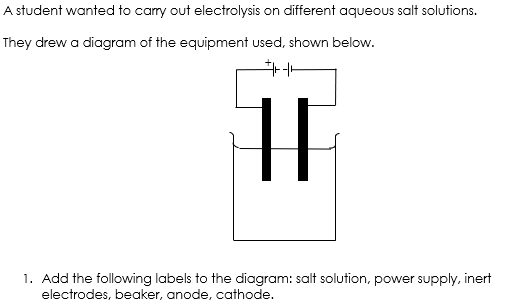 A student wanted to carry out electrolysis on different aqueous salt solutions.
They drew a diagram of the equipment used, shown below.
+
1. Add the following labels to the diagram: salt solution, power supply, inert
electrodes, beaker, anode, cathode.